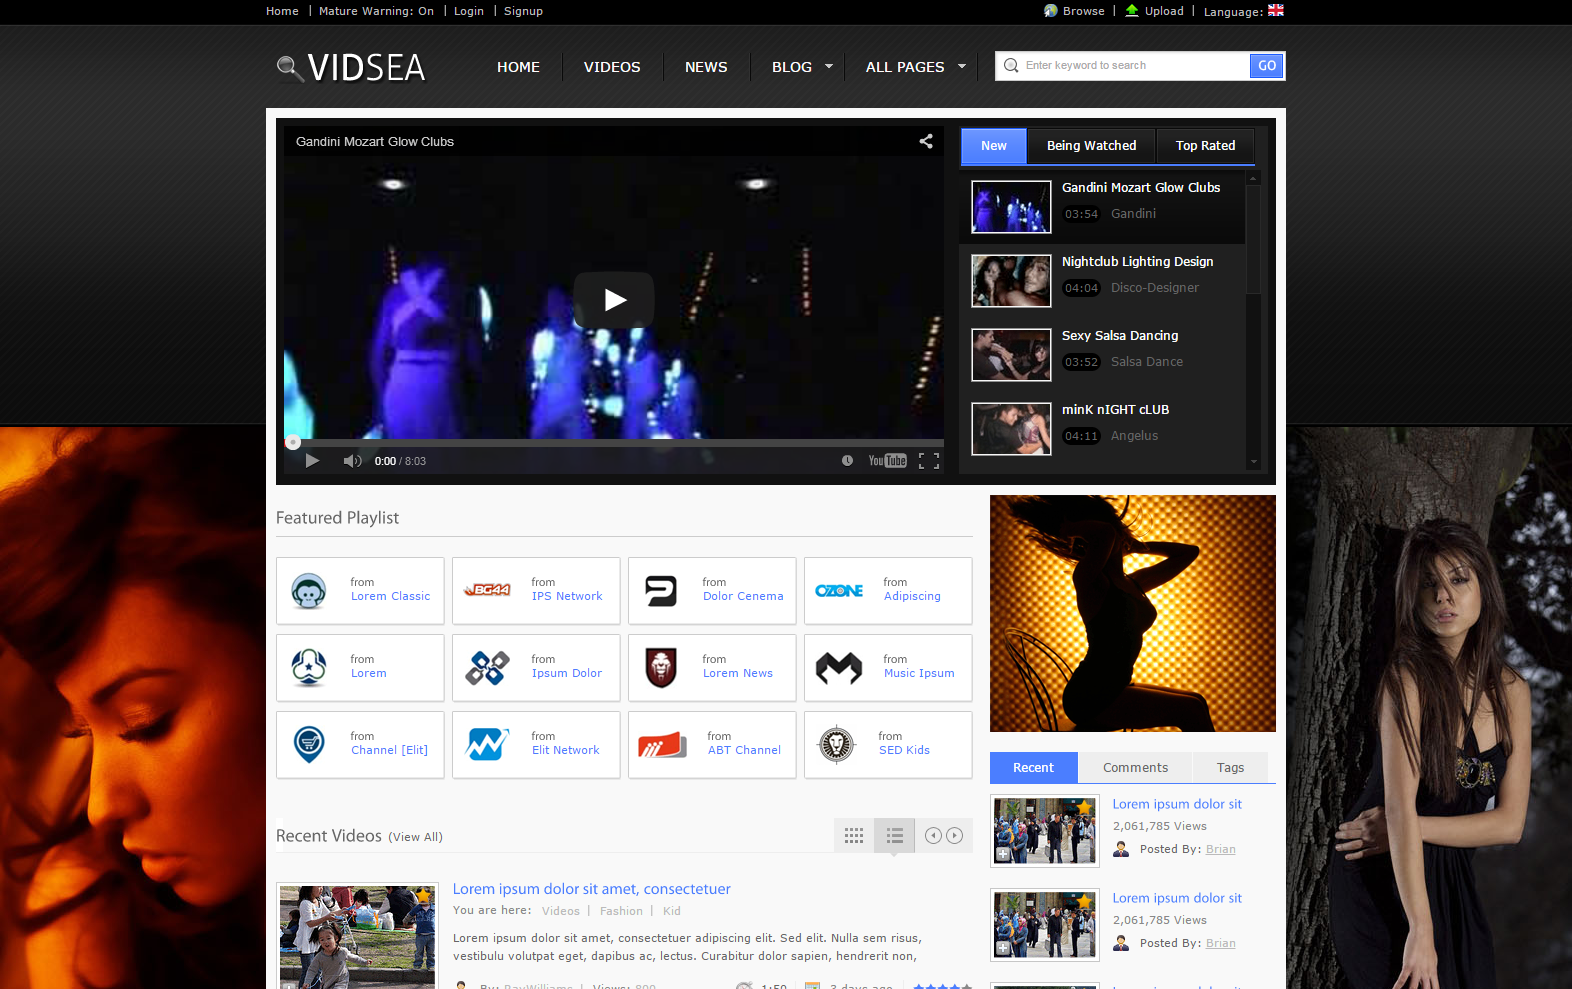 Home | Mature Warning: On | Login | Signup
Browse | Upload | Language:
VIDSEA
HOME VIDEOS NEWS BLOG ALL PAGES
Enter keyword to search GO
Gandini Mozart Glow Clubs
0:00 / 8:03
YouTube
New Being Watched Top Rated
Gandini Mozart Glow Clubs
03:54 Gandini
Nightclub Lighting Design
04:04 Disco-Designer
Sexy Salsa Dancing
03:52 Salsa Dance
minK nIGHT cLUB
04:11 Angelus
Featured Playlist
from
Lorem Classic
BG44
from
IPS Network
from
Dolor Cenema
OZONE
from
Adipiscing
from
Lorem
from
Ipsum Dolor
from
Lorem News
from
Music Ipsum
from
Channel [Elit]
from
Elit Network
from
ABT Channel
from
SED Kids
Recent Videos (View All)
Lorem ipsum dolor sit amet, consectetuer
You are here: Videos | Fashion | Kid
Lorem ipsum dolor sit amet, consectetuer adipiscing elit. Sed elit. Nulla sem risus,
vestibulu volutpat eget, dapibus ac, lectus. Curabitur dolor sapien, hendrerit non,
By: RayWilliams | Views: 800 1:50 3 days ago
Recent Comments Tags
Lorem ipsum dolor sit
2,061,785 Views
Posted By: Brian
Lorem ipsum dolor sit
2,061,785 Views
Posted By: Brian
Lorem ipsum dolor sit